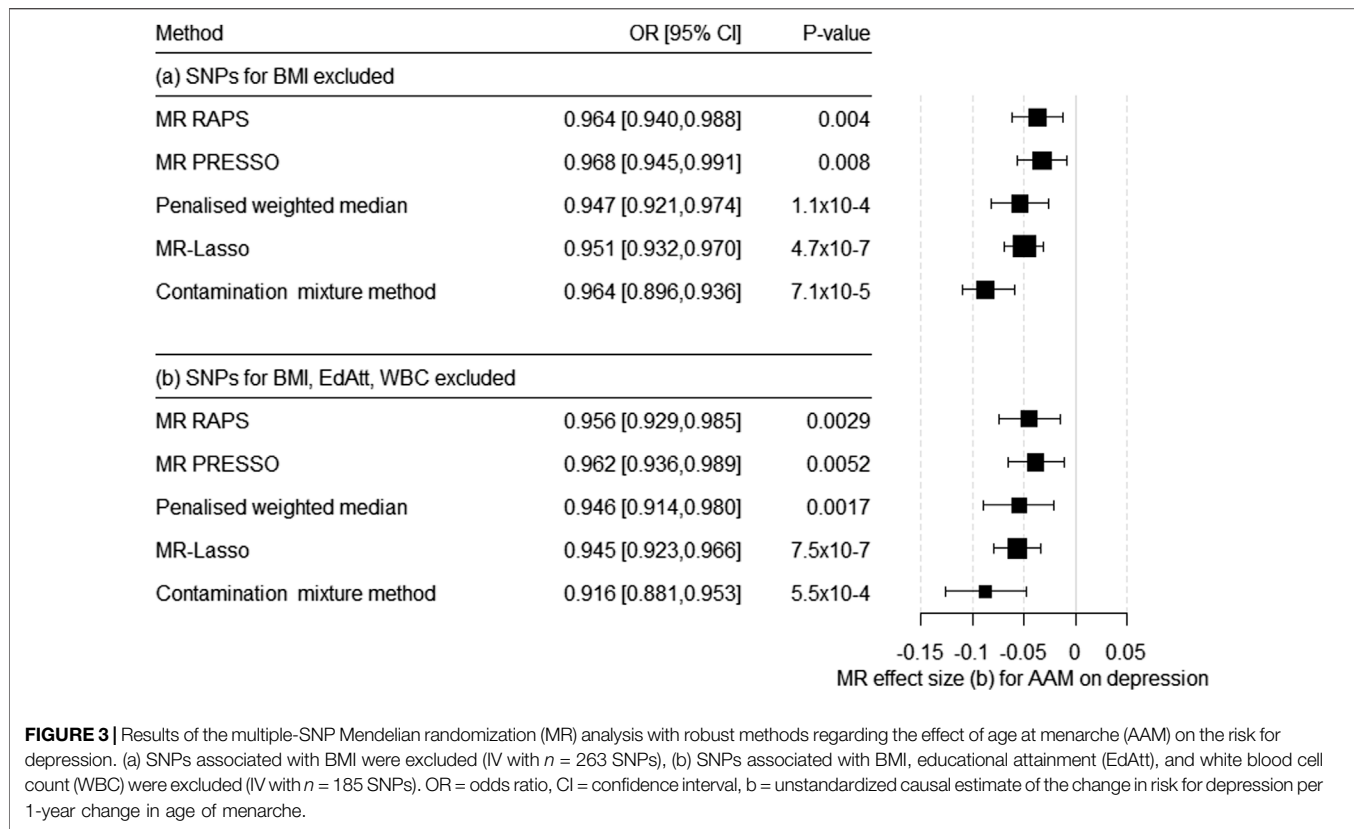 Method OR [95% CI] P-value
(a) SNPs for BMI excluded
MR RAPS 0.964 [0.940,0.988] 0.004
MR PRESSO 0.968 [0.945,0.991] 0.008
Penalised weighted median 0.947 [0.921,0.974] 1.1x10-4
MR-Lasso 0.951 [0.932,0.970] 4.7x10-7
Contamination mixture method 0.964 [0.896,0.936] 7.1x10-5
(b) SNPs for BMI, EdAtt, WBC excluded
MR RAPS 0.956 [0.929,0.985] 0.0029
MR PRESSO 0.962 [0.936,0.989] 0.0052
Penalised weighted median 0.946 [0.914,0.980] 0.0017
MR-Lasso 0.945 [0.923,0.966] 7.5x10-7
Contamination mixture method 0.916 [0.881,0.953] 5.5x10-4
-0.15 -0.1 -0.05 0 0.05
MR effect size (b) for AAM on depression
FIGURE 3 | Results of the multiple-SNP Mendelian randomization (MR) analysis with robust methods regarding the effect of age at menarche (AAM) on the risk for
depression. (a) SNPs associated with BMI were excluded (IV with n = 263 SNPs), (b) SNPs associated with BMI, educational attainment (EdAtt), and white blood cell
count (WBC) were excluded (IV with n = 185 SNPs). OR = odds ratio, CI = confidence interval, b = unstandardized causal estimate of the change in risk for depression per
1-year change in age of menarche.